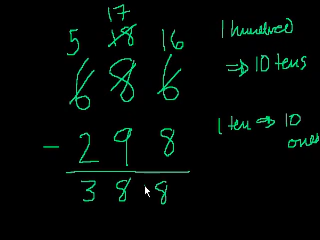 17
5 18 16
6 8 6
- 2 9 8
3 8 8
1 hundred
⇒ 10 tens
1 ten ⇒ 10
ones